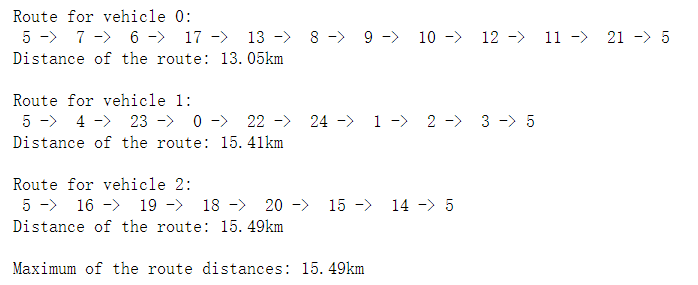 Route for vehicle 0:
5 -> 7 -> 6 -> 17 -> 13 -> 8 -> 9 -> 10 -> 12 -> 11 -> 21 -> 5
Distance of the route: 13.05km
Route for vehicle 1:
5 -> 4 -> 23 -> 0 -> 22 -> 24 -> 1 -> 2 -> 3 -> 5
Distance of the route: 15.41km
Route for vehicle 2:
5 -> 16 -> 19 -> 18 -> 20 -> 15 -> 14 -> 5
Distance of the route: 15.49km
Maximum of the route distances: 15.49km